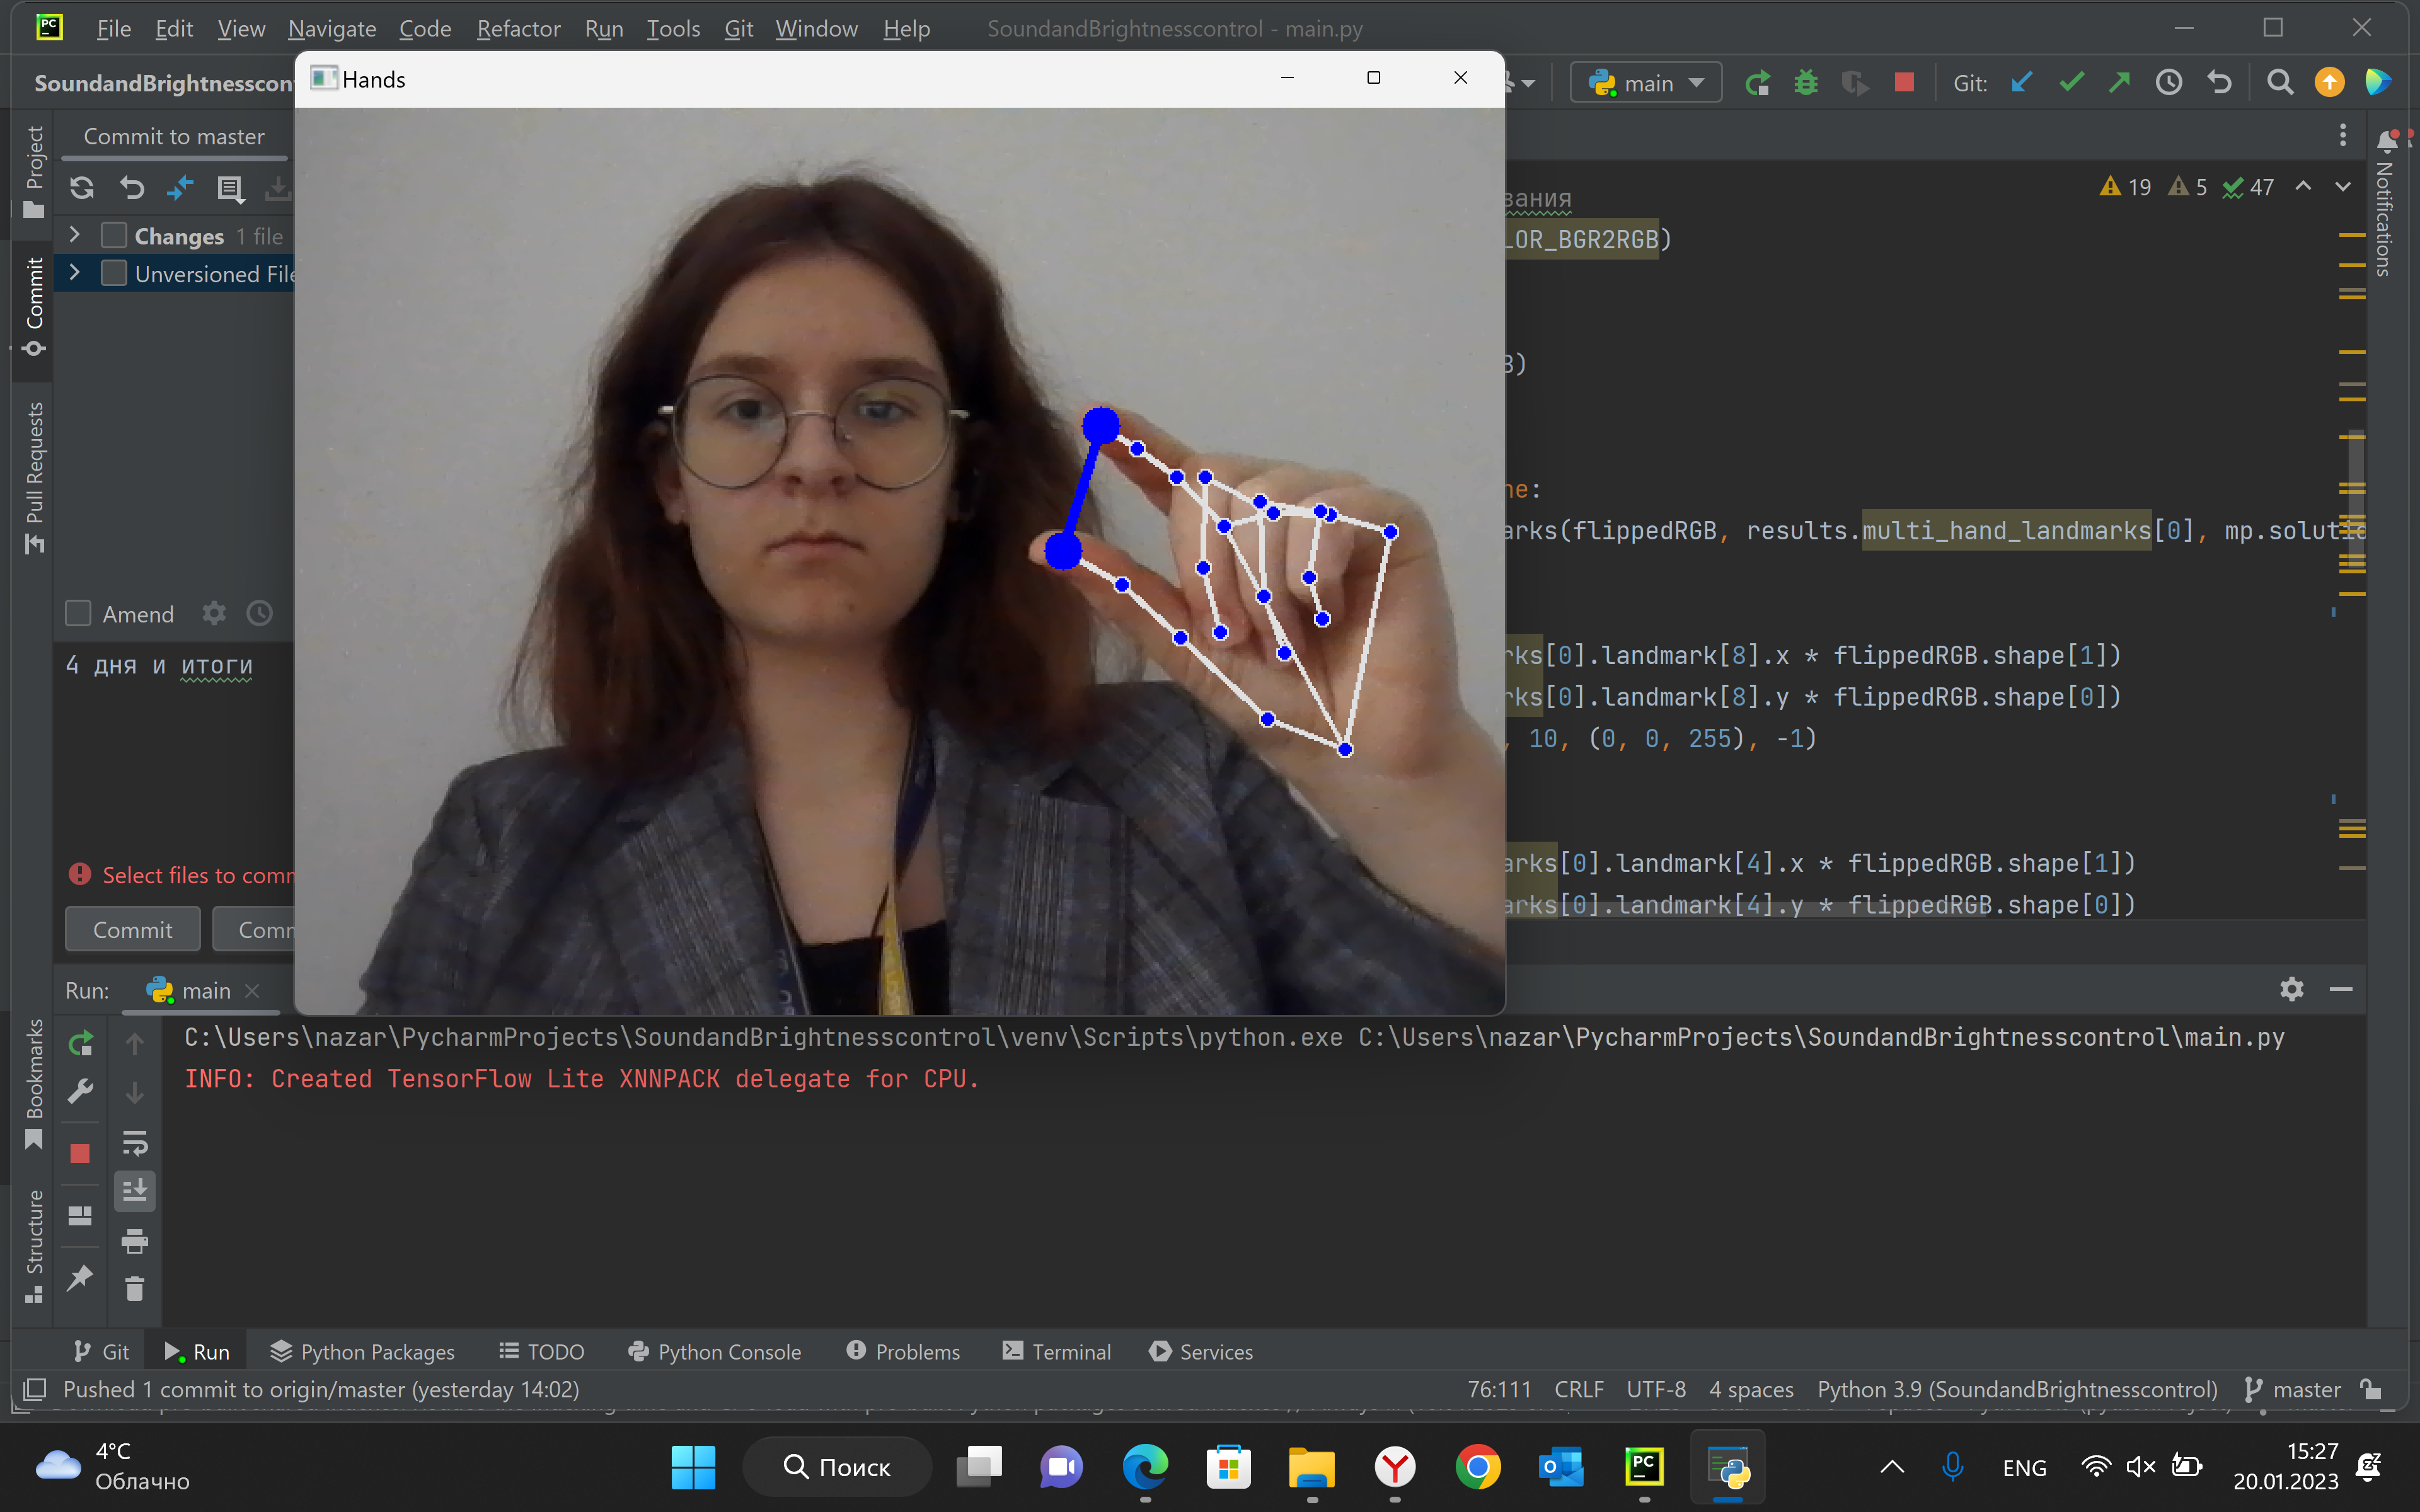 PC File Edit View Navigate Code Refactor Run Tools Git Window Help SoundandBrightnesscontrol - main.py
SoundandBrightnesscont
Hands
main Git:
Commit to master
Project
Commit
Pull Requests
Bookmarks
Structure
Notifications
Changes 1 file
Unversioned File
Amend
4 дня и итоги
Select files to comm
Commit Comm
19 5 47
вания
LOR_BGR2RGB)
B)
ne:
arks(flippedRGB, results.multi_hand_landmarks[0], mp.solutio
rks[0].landmark[8].x * flippedRGB.shape[1])
rks[0].landmark[8].y * flippedRGB.shape[0])
, 10, (0, 0, 255), -1)
arks[0].landmark[4].x * flippedRGB.shape[1])
arks[0].landmark[4].y * flippedRGB.shape[0])
Run: main
C:\Users\nazar\PycharmProjects\SoundandBrightnesscontrol\venv\Scripts\python.exe C:\Users\nazar\PycharmProjects\SoundandBrightnesscontrol\main.py
INFO: Created TensorFlow Lite XNNPACK delegate for CPU.
Git Run Python Packages TODO Python Console Problems Terminal Services
Pushed 1 commit to origin/master (yesterday 14:02) 76:111 CRLF UTF-8 4 spaces Python 3.9 (SoundandBrightnesscontrol) master
4°C
Облачно
Поиск
PC
ENG
15:27
20.01.2023